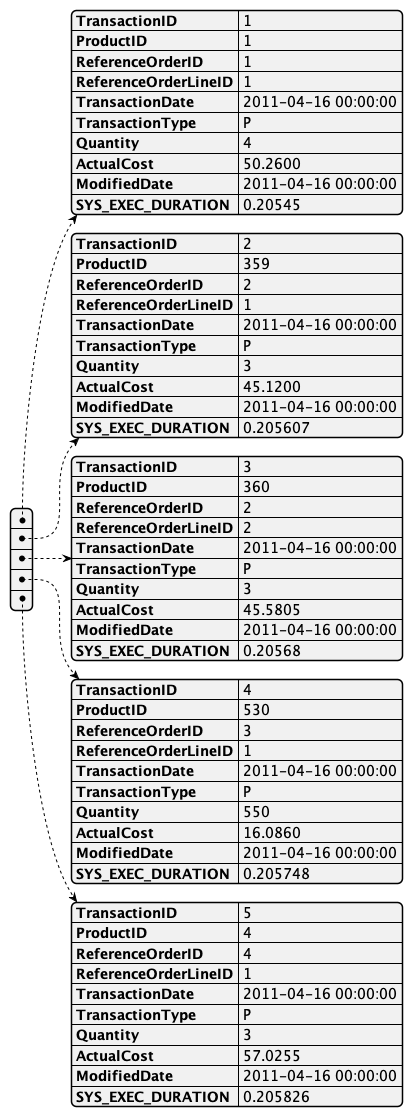 TransactionID 1
ProductID 1
ReferenceOrderID 1
ReferenceOrderLineID 1
TransactionDate 2011-04-16 00:00:00
TransactionType P
Quantity 4
ActualCost 50.2600
ModifiedDate 2011-04-16 00:00:00
SYS_EXEC_DURATION 0.20545
TransactionID 2
ProductID 359
ReferenceOrderID 2
ReferenceOrderLineID 1
TransactionDate 2011-04-16 00:00:00
TransactionType P
Quantity 3
ActualCost 45.1200
ModifiedDate 2011-04-16 00:00:00
SYS_EXEC_DURATION 0.205607
TransactionID 3
ProductID 360
ReferenceOrderID 2
ReferenceOrderLineID 2
TransactionDate 2011-04-16 00:00:00
TransactionType P
Quantity 3
ActualCost 45.5805
ModifiedDate 2011-04-16 00:00:00
SYS_EXEC_DURATION 0.20568
TransactionID 4
ProductID 530
ReferenceOrderID 3
ReferenceOrderLineID 1
TransactionDate 2011-04-16 00:00:00
TransactionType P
Quantity 550
ActualCost 16.0860
ModifiedDate 2011-04-16 00:00:00
SYS_EXEC_DURATION 0.205748
TransactionID 5
ProductID 4
ReferenceOrderID 4
ReferenceOrderLineID 1
TransactionDate 2011-04-16 00:00:00
TransactionType P
Quantity 3
ActualCost 57.0255
ModifiedDate 2011-04-16 00:00:00
SYS_EXEC_DURATION 0.205826